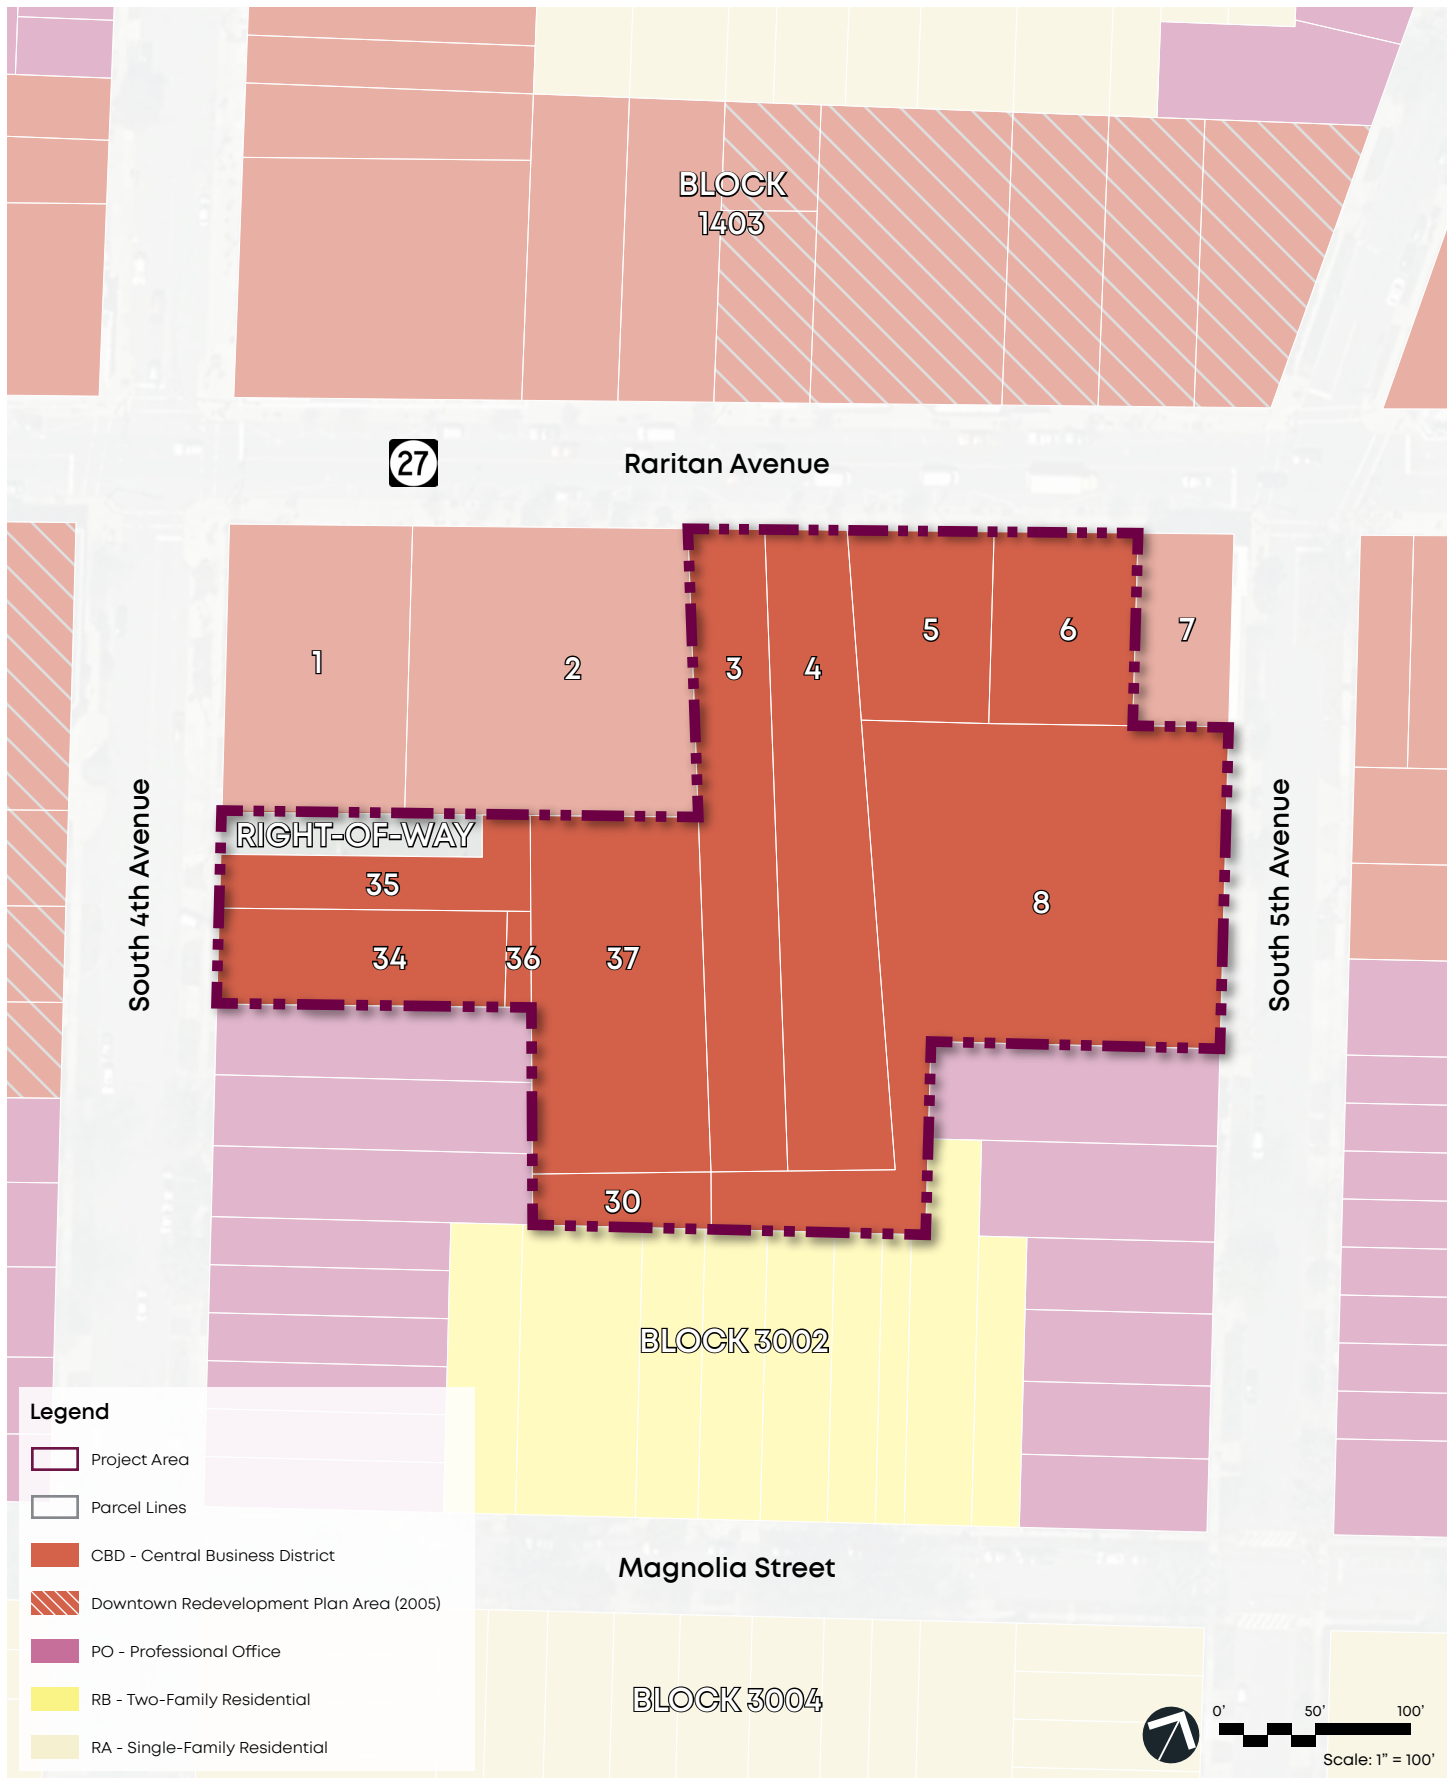 BLOCK
1403
27
Raritan Avenue
1
2
3
4
5
6
7
RIGHT-OF-WAY
35
34
36
37
8
30
South 4th Avenue
South 5th Avenue
BLOCK 3002
Legend
Project Area
Parcel Lines
CBD - Central Business District
Downtown Redevelopment Plan Area (2005)
PO - Professional Office
RB - Two-Family Residential
RA - Single-Family Residential
Magnolia Street
BLOCK 3004
0' 50' 100'
Scale: 1" = 100'